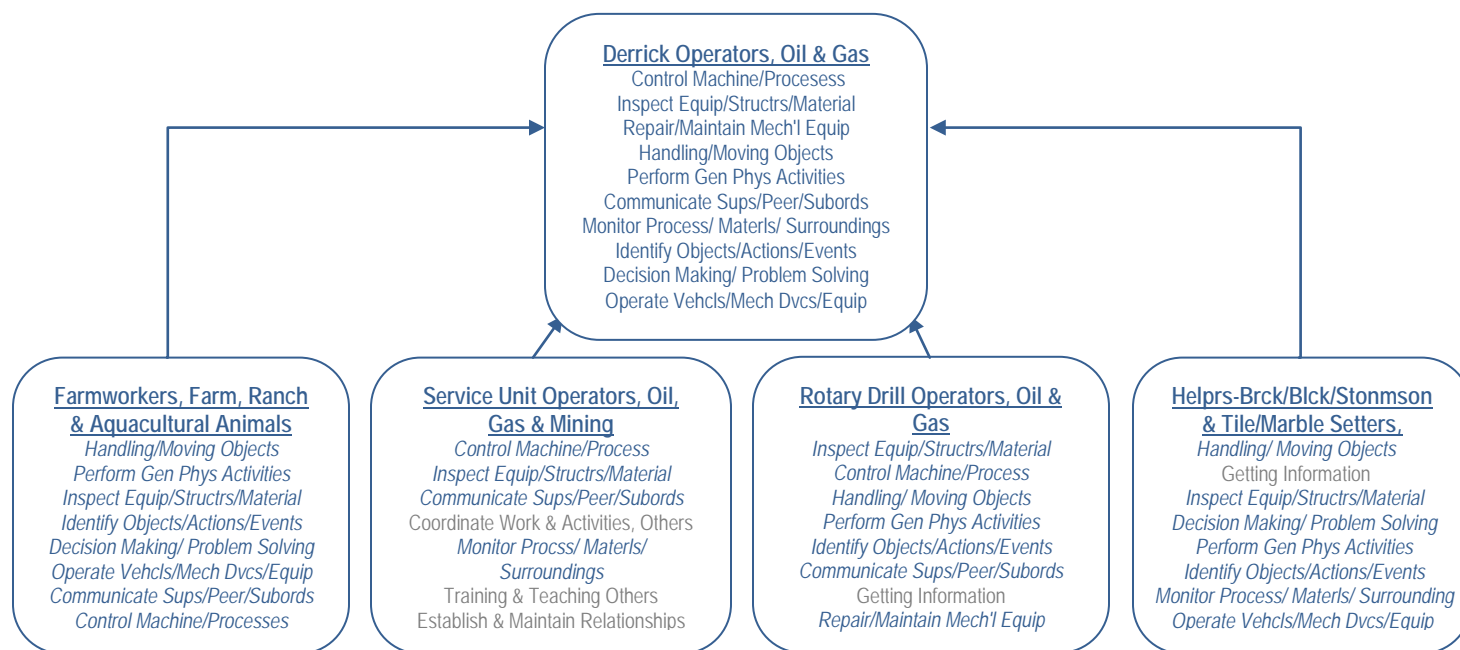 Derrick Operators, Oil & Gas
Control Machine/Procesess
Inspect Equip/Structrs/Material
Repair/Maintain Mech'l Equip
Handling/Moving Objects
Perform Gen Phys Activities
Communicate Sups/Peer/Subords
Monitor Process/ Materls/ Surroundings
Identify Objects/Actions/Events
Decision Making/ Problem Solving
Operate Vehcls/Mech Dvcs/Equip
Farmworkers, Farm, Ranch
& Aquacultural Animals
Handling/Moving Objects
Perform Gen Phys Activities
Inspect Equip/Structrs/Material
Identify Objects/Actions/Events
Decision Making/ Problem Solving
Operate Vehcls/Mech Dvcs/Equip
Communicate Sups/Peer/Subords
Control Machine/Processes
Service Unit Operators, Oil,
Gas & Mining
Control Machine/Process
Inspect Equip/Structrs/Material
Communicate Sups/Peer/Subords
Coordinate Work & Activities, Others
Monitor Procss/ Materls/
Surroundings
Training & Teaching Others
Establish & Maintain Relationships
Rotary Drill Operators, Oil &
Gas
Inspect Equip/Structrs/Material
Control Machine/Process
Handling/ Moving Objects
Perform Gen Phys Activities
Identify Objects/Actions/Events
Communicate Sups/Peer/Subords
Getting Information
Repair/Maintain Mech'l Equip
Helprs-Brck/Blck/Stonmson
& Tile/Marble Setters,
Handling/ Moving Objects
Getting Information
Inspect Equip/Structrs/Material
Decision Making/ Problem Solving
Perform Gen Phys Activities
Identify Objects/Actions/Events
Monitor Process/ Materls/ Surrounding
Operate Vehcls/Mech Dvcs/Equip